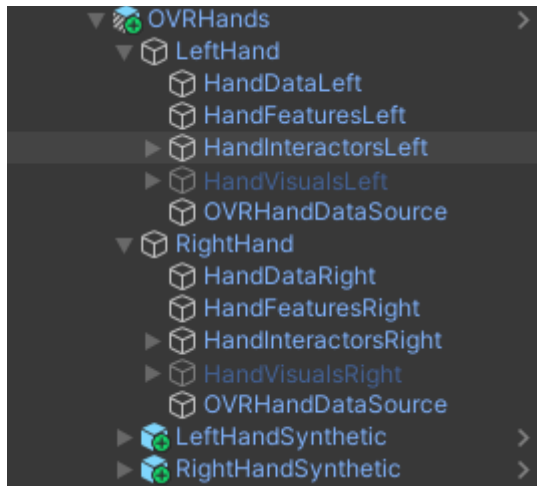 OVRHands
LeftHand
HandDataLeft
HandFeaturesLeft
HandInteractorsLeft
HandVisualsLeft
OVRHandDataSource
RightHand
HandDataRight
HandFeaturesRight
HandInteractorsRight
HandVisualsRight
OVRHandDataSource
LeftHandSynthetic
RightHandSynthetic